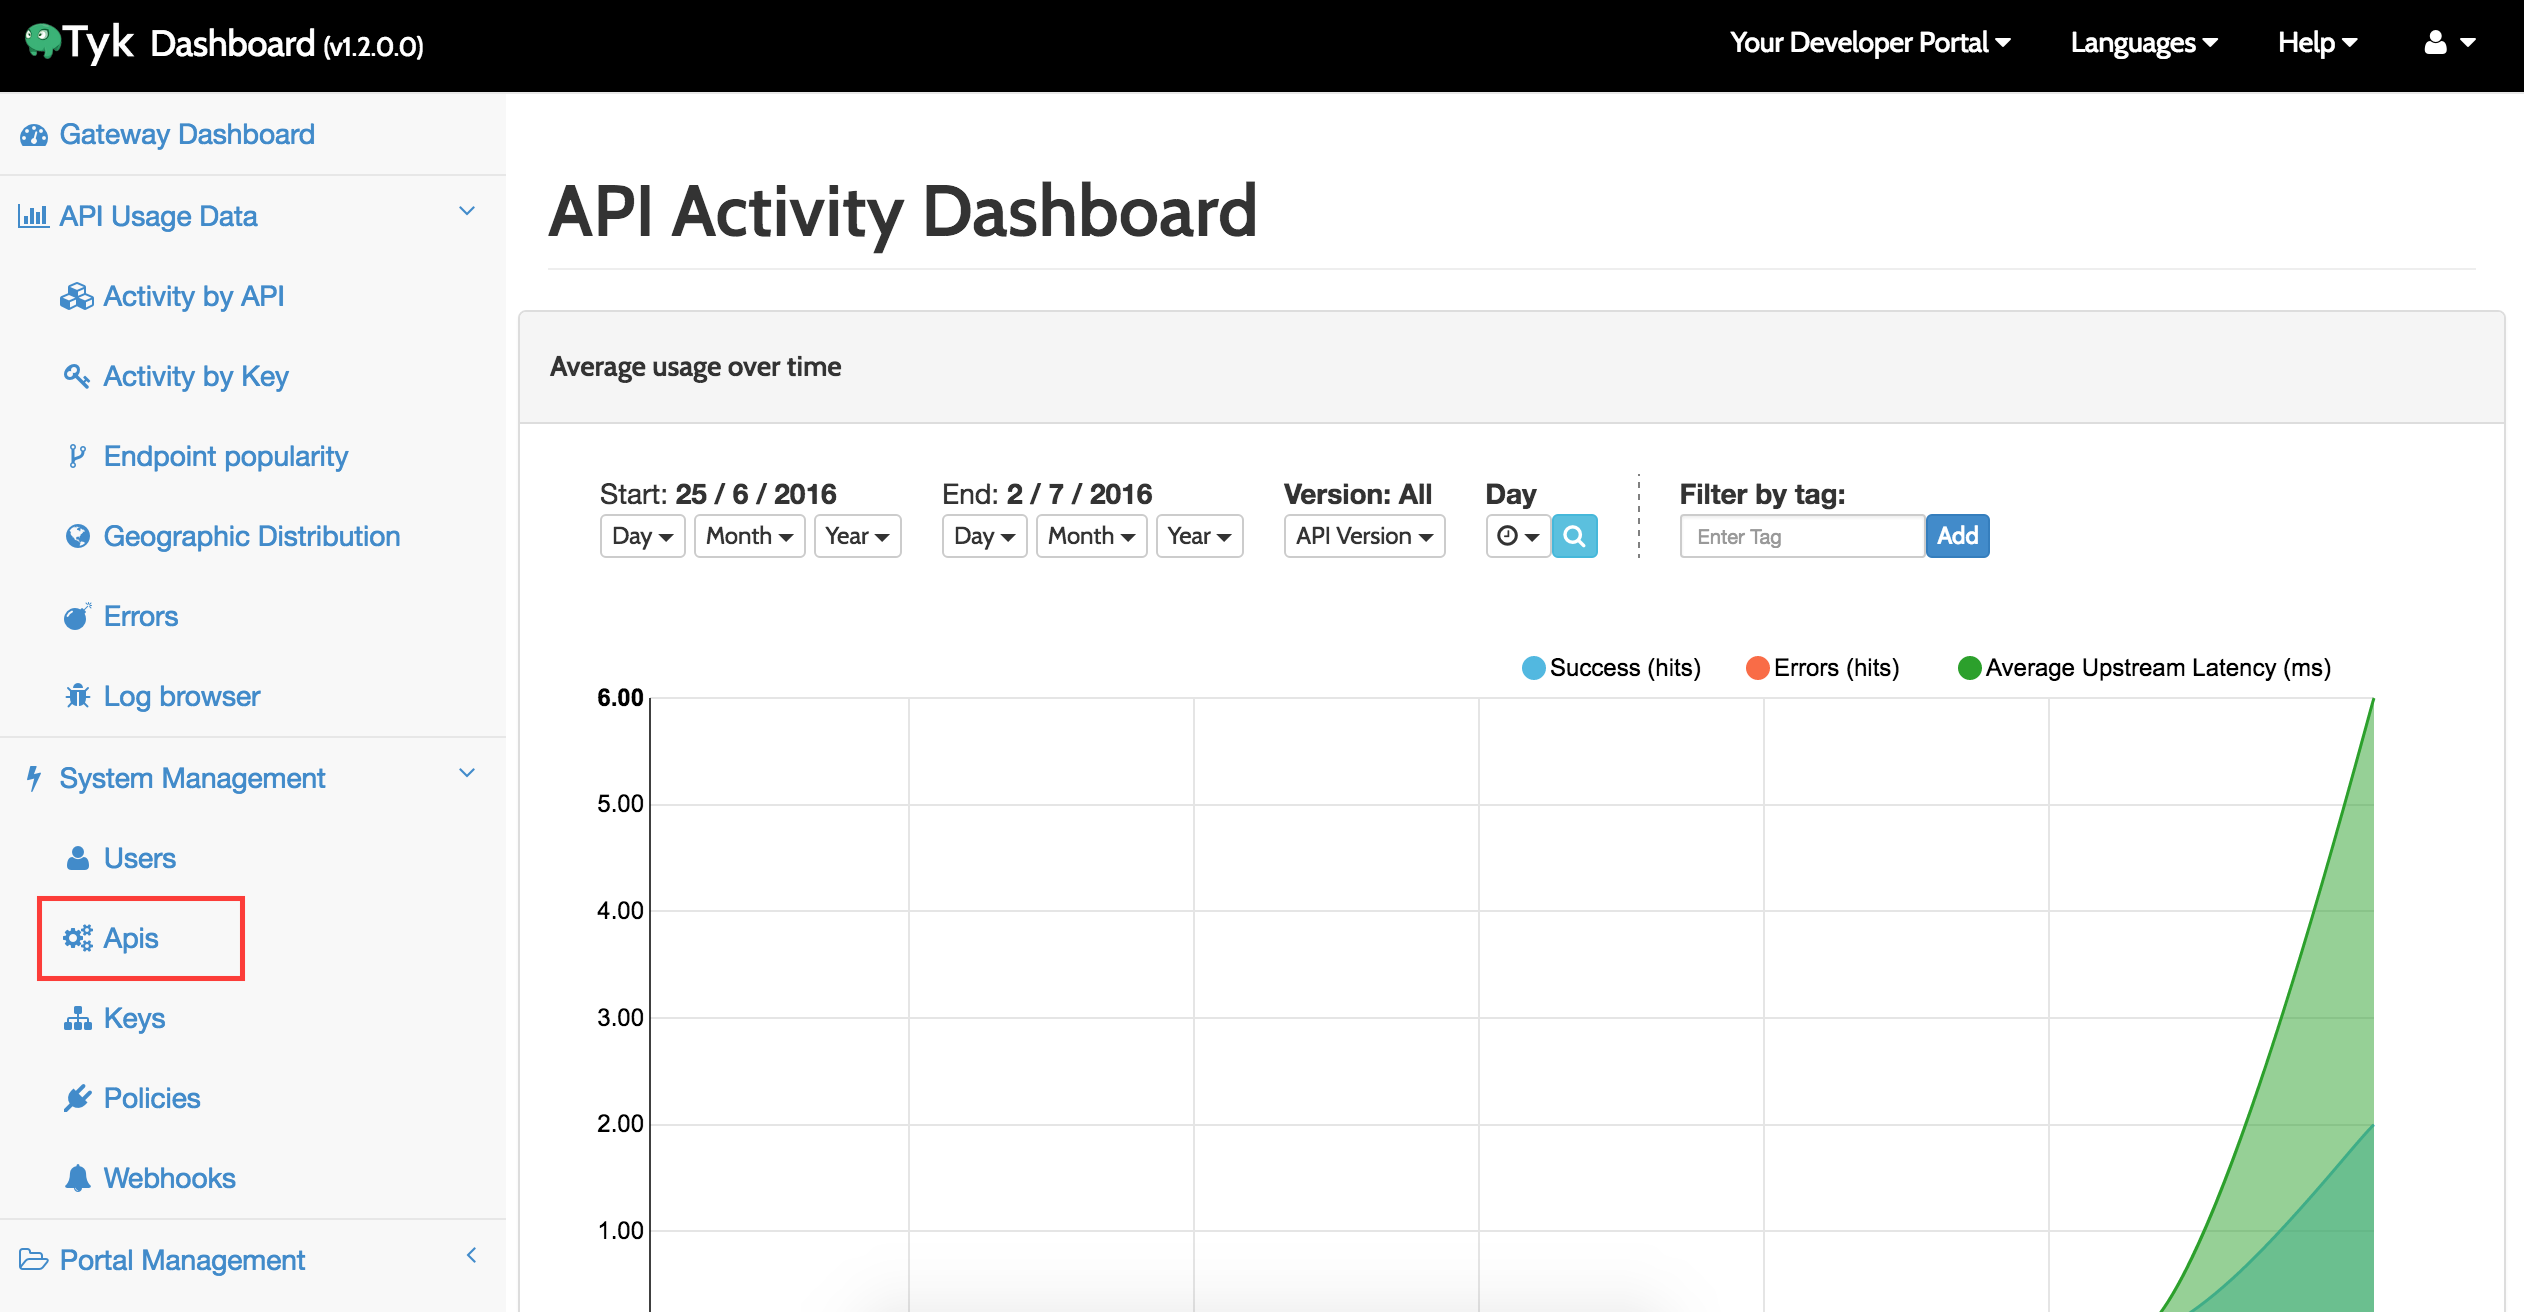 Tyk Dashboard (v1.2.0.0)
Your Developer Portal
Languages
Help
Gateway Dashboard
API Usage Data
Activity by API
Activity by Key
Endpoint popularity
Geographic Distribution
Errors
Log browser
System Management
Users
Apis
Keys
Policies
Webhooks
Portal Management
API Activity Dashboard
Average usage over time
Start: 25 / 6 / 2016
Day Month Year
End: 2 / 7 / 2016
Day Month Year
Version: All
API Version
Day
Filter by tag:
Enter Tag Add
Success (hits) Errors (hits) Average Upstream Latency (ms)
6.00
5.00
4.00
3.00
2.00
1.00